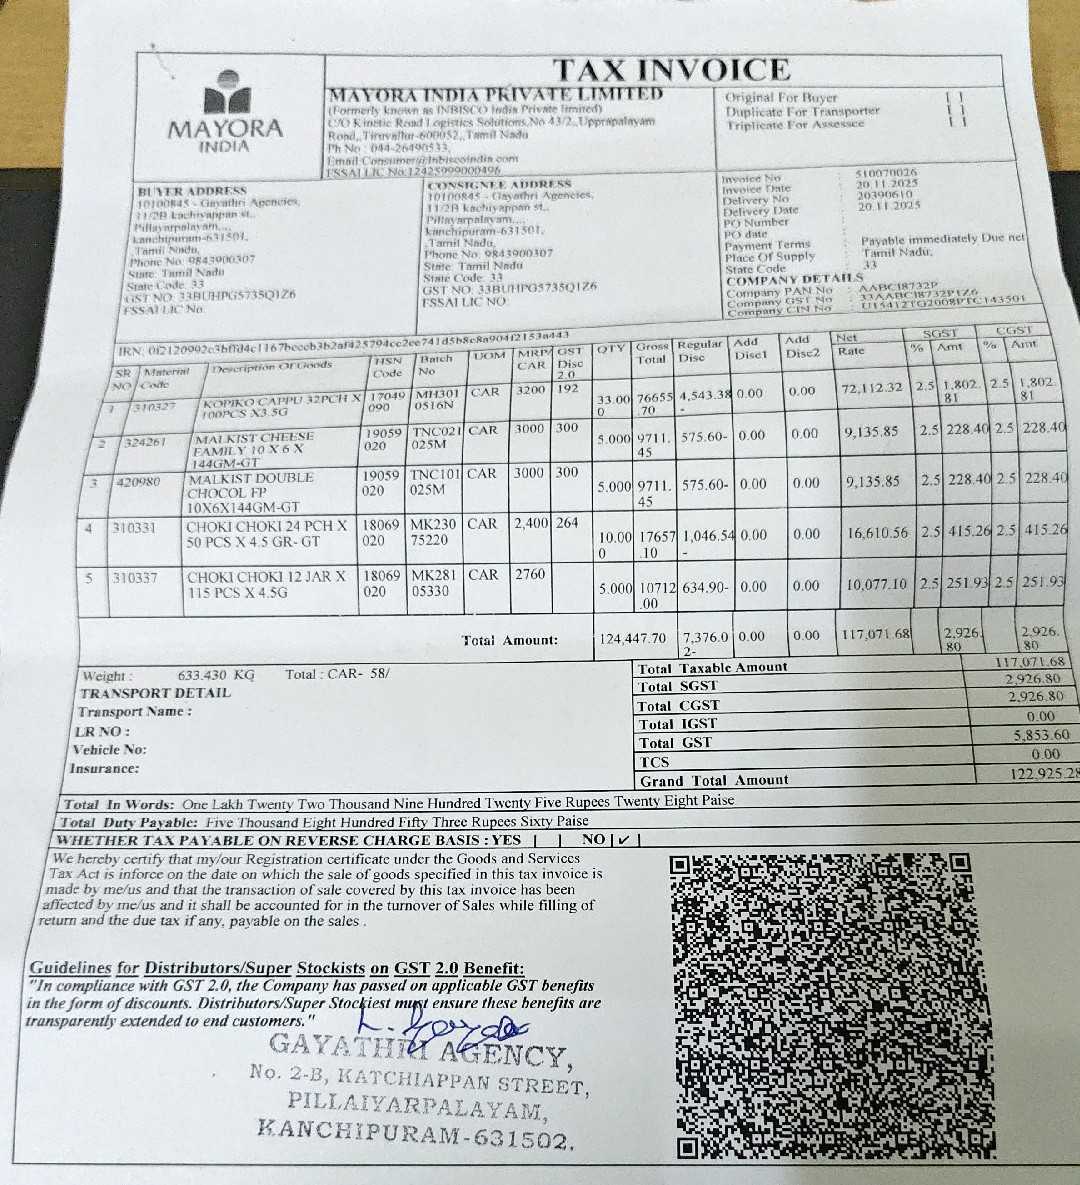 TAX INVOICE
MAYORA
INDIA
MAYORA INDIA PRIVATE LIMITED
(Formerly known as INBISCO India Private limited)
C/O Kinetic Road Logistics Solutions,No 43/2,,Upprapalayam
Road,,Tiruvallur-600052,,Tamil Nadu
Ph No : 044-26490533,
Email:Consumer@Inbiscoindia.com
FSSAI LIC No:12425999000496
Original For Buyer [ ]
Duplicate For Transporter [ ]
Triplicate For Assessee [ ]
BUYER ADDRESS
10100845 - Gayathri Agencies,
11/2B kachiyappan st,,
Pillayarpalayam,,,,
kanchipuram-631501,
,Tamil Nadu,
Phone No: 9843900307
State: Tamil Nadu
State Code: 33
GST NO: 33BUHPG5735Q1Z6
FSSAI LIC No:
CONSIGNEE ADDRESS
10100845 - Gayathri Agencies,
11/2B kachiyappan st,,
Pillayarpalayam,,,,
kanchipuram-631501,
,Tamil Nadu,
Phone No: 9843900307
State: Tamil Nadu
State Code: 33
GST NO: 33BUHPG5735Q1Z6
FSSAI LIC NO:
Invoice No : 510070026
Invoice Date : 20.11.2025
Delivery No : 20390610
Delivery Date : 20.11.2025
PO Number :
PO date :
Payment Terms : Payable immediately Due net
Place Of Supply : Tamil Nadu,
State Code : 33
COMPANY DETAILS
Company PAN No : AABCI8732P
Company GST No : 33AABCI8732P1Z6
Company CIN No : U15412TG2008PTC143501
IRN:
SR NO Material Code Description Of Goods HSN Code Batch No UOM MRP/CAR GST Disc 2.0 QTY Gross Total Regular Disc Add Disc1 Add Disc2 Net Rate SGST % Amt CGST % Amt
1 310327 KOPIKO CAPPU 32PCH X 17049 MH301 CAR 3200 192 33.00 76655 4,543.38 0.00 0.00 72,112.32 2.5 1,802. 2.5 1,802.
100PCS X3.5G 090 0516N 0 .70 - 81 81
2 324261 MALKIST CHEESE 19059 TNC021 CAR 3000 300 5.000 9711. 575.60- 0.00 0.00 9,135.85 2.5 228.40 2.5 228.40
FAMILY 10 X 6 X 020 025M 45
144GM-GT
3 420980 MALKIST DOUBLE 19059 TNC101 CAR 3000 300 5.000 9711. 575.60- 0.00 0.00 9,135.85 2.5 228.40 2.5 228.40
CHOCOL FP 020 025M 45
10X6X144GM-GT
4 310331 CHOKI CHOKI 24 PCH X 18069 MK230 CAR 2,400 264 10.00 17657 1,046.54 0.00 0.00 16,610.56 2.5 415.26 2.5 415.26
50 PCS X 4.5 GR- GT 020 75220 0 .10 -
5 310337 CHOKI CHOKI 12 JAR X 18069 MK281 CAR 2760 5.000 10712 634.90- 0.00 0.00 10,077.10 2.5 251.93 2.5 251.93
115 PCS X 4.5G 020 05330 .00
Total Amount: 124,447.70 7,376.0 0.00 0.00 117,071.68 2,926. 2,926.
2- 80 80
Weight : 633.430 KG Total : CAR- 58/
TRANSPORT DETAIL
Transport Name :
LR NO :
Vehicle No:
Insurance:
Total Taxable Amount 117,071.68
Total SGST 2,926.80
Total CGST 2,926.80
Total IGST 0.00
Total GST 5,853.60
TCS 0.00
Grand Total Amount 122,925.28
Total In Words: One Lakh Twenty Two Thousand Nine Hundred Twenty Five Rupees Twenty Eight Paise
Total Duty Payable: Five Thousand Eight Hundred Fifty Three Rupees Sixty Paise
WHETHER TAX PAYABLE ON REVERSE CHARGE BASIS : YES | | NO |✓|
We hereby certify that my/our Registration certificate under the Goods and Services
Tax Act is inforce on the date on which the sale of goods specified in this tax invoice is
made by me/us and that the transaction of sale covered by this tax invoice has been
affected by me/us and it shall be accounted for in the turnover of Sales while filling of
return and the due tax if any, payable on the sales .
Guidelines for Distributors/Super Stockists on GST 2.0 Benefit:
"In compliance with GST 2.0, the Company has passed on applicable GST benefits
in the form of discounts. Distributors/Super Stockiest must ensure these benefits are
transparently extended to end customers."
GAYATHRI AGENCY,
No. 2-B, KATCHIAPPAN STREET,
PILLAIYARPALAYAM,
KANCHIPURAM-631502.